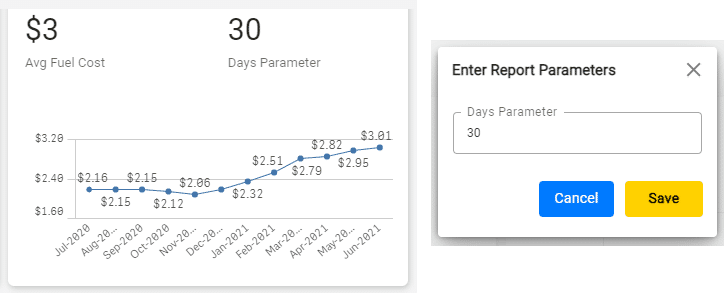 $3
30
Avg Fuel Cost
Days Parameter
$3.20
$2.40
$1.60
$2.16
$2.15
$2.15
$2.12
$2.06
$2.32
$2.51
$2.79
$2.82
$2.95
$3.01
Jul-2020
Aug-20...
Sep-2020
Oct-2020
Nov-20...
Dec-20...
Jan-2021
Feb-2021
Mar-20...
Apr-2021
May-20...
Jun-2021
Enter Report Parameters
Days Parameter
30
Cancel
Save